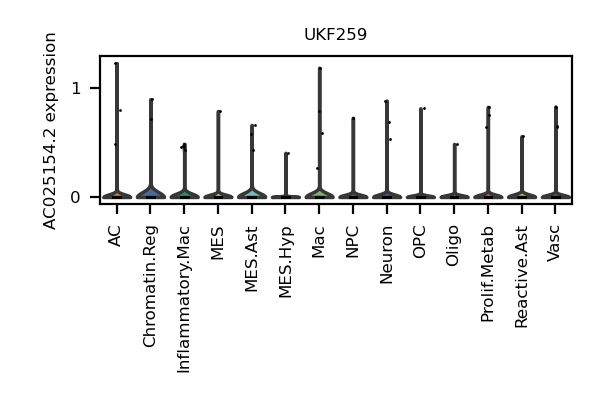 UKF259
AC025154.2 expression
1
0
AC
Chromatin.Reg
Inflammatory.Mac
MES
MES.Ast
MES.Hyp
Mac
NPC
Neuron
OPC
Oligo
Prolif.Metab
Reactive.Ast
Vasc